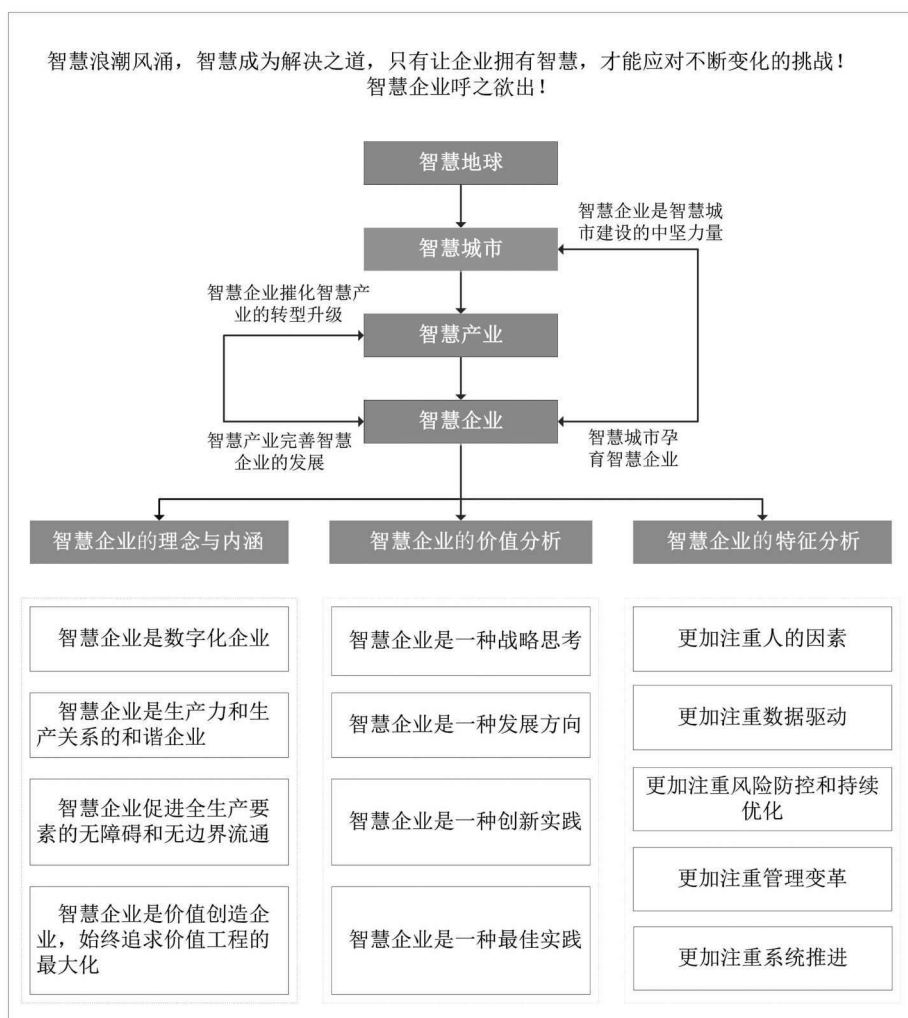 智慧浪潮风涌，智慧成为解决之道，只有让企业拥有智慧，才能应对不断变化的挑战！
智慧企业呼之欲出！
智慧地球
智慧企业是智慧城
市建设的中坚力量
智慧城市
智慧企业摧化智慧产
业的转型升级
智慧产业
智慧企业
智慧产业完善智慧
企业的发展
智慧城市孕
育智慧企业
智慧企业的理念与内涵
智慧企业的价值分析
智慧企业的特征分析
智慧企业是数字化企业
智慧企业是生产力和生
产关系的和谐企业
智慧企业促进全生产要
素的无障碍和无边界流通
智慧企业是价值创造企
业，始终追求价值工程的
最大化
智慧企业是一种战略思考
智慧企业是一种发展方向
智慧企业是一种创新实践
智慧企业是一种最佳实践
更加注重人的因素
更加注重数据驱动
更加注重风险防控和持续
优化
更加注重管理变革
更加注重系统推进